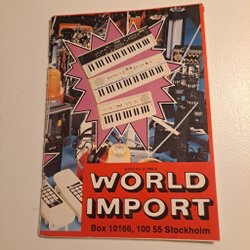 WORLD
IMPORT
Box 10166, 100 55 Stockholm